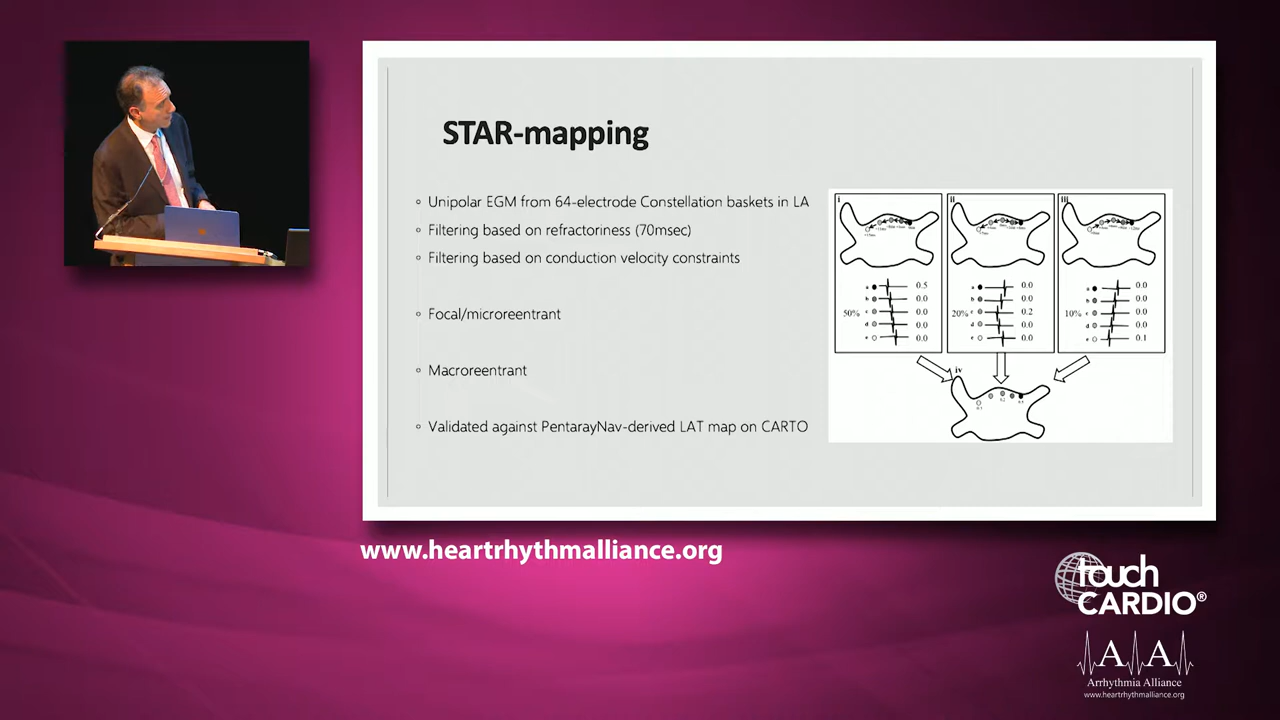 STAR-mapping
◦ Unipolar EGM from 64-electrode Constellation baskets in LA
◦ Filtering based on refractoriness (70msec)
◦ Filtering based on conduction velocity constraints
◦ Focal/microreentrant
◦ Macroreentrant
◦ Validated against PentarayNav-derived LAT map on CARTO
i
ii
iii
a 0.5
b 0.0
50% c 0.0
d 0.0
e 0.0
a 0.0
b 0.0
20% c 0.2
d 0.0
e 0.0
a 0.0
b 0.0
10% c 0.0
d 0.0
e 0.1
iv
www.heartrhythmalliance.org
touch
CARDIO®
A A
Arrhythmia Alliance
www.heartrhythmalliance.org